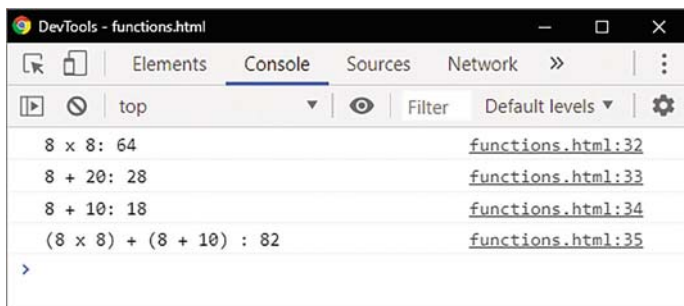 DevTools - functions.html
Elements Console Sources Network »
top Filter Default levels
8 x 8: 64 functions.html:32
8 + 20: 28 functions.html:33
8 + 10: 18 functions.html:34
(8 x 8) + (8 + 10) : 82 functions.html:35
>